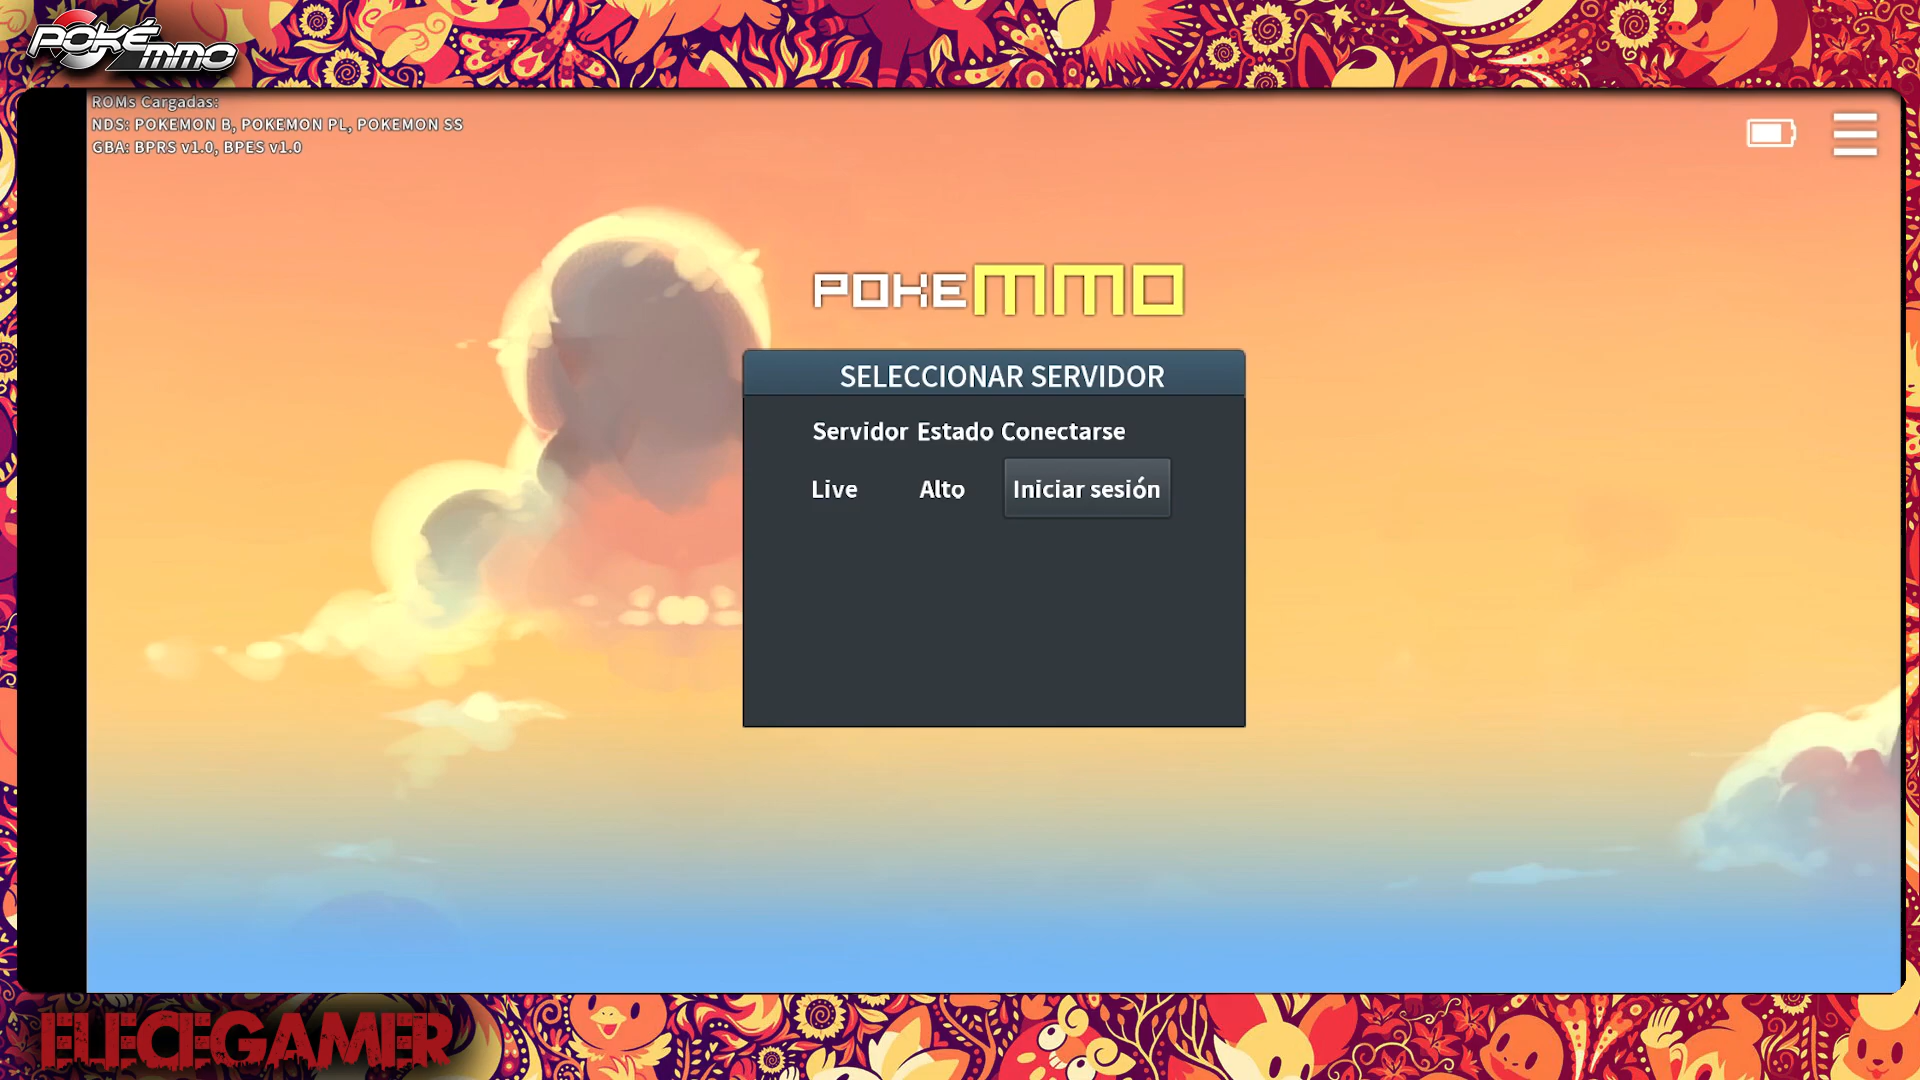 POKÉMMO
ROMs Cargadas:
NDS: POKEMON B, POKEMON PL, POKEMON SS
GBA: BPRS v1.0, BPES v1.0
POKEMMO
SELECCIONAR SERVIDOR
Servidor Estado Conectarse
Live Alto Iniciar sesión
ELECEGAMER